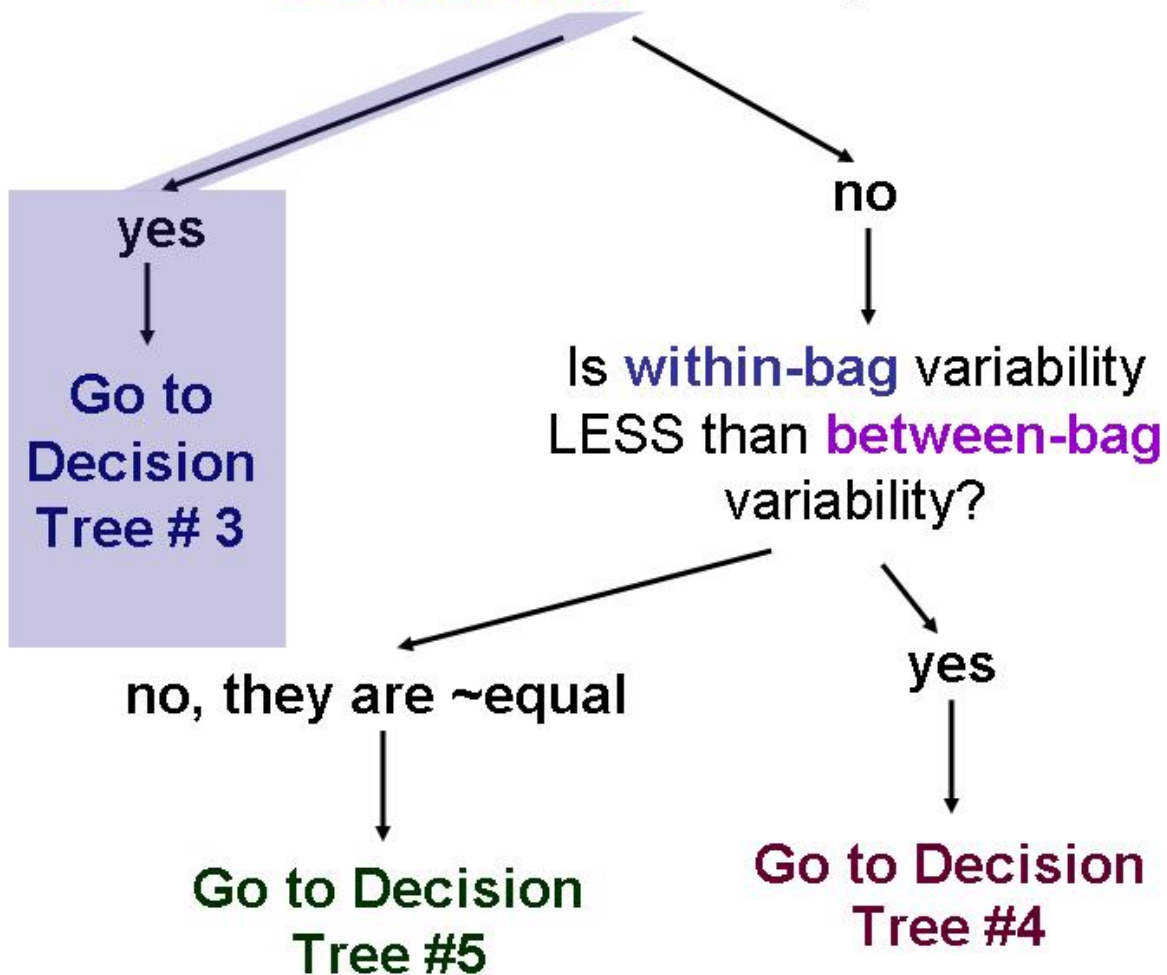 yes
no
Go to
Decision
Tree # 3
Is within-bag variability
LESS than between-bag
variability?
no, they are ~equal
yes
Go to Decision
Tree #5
Go to Decision
Tree #4